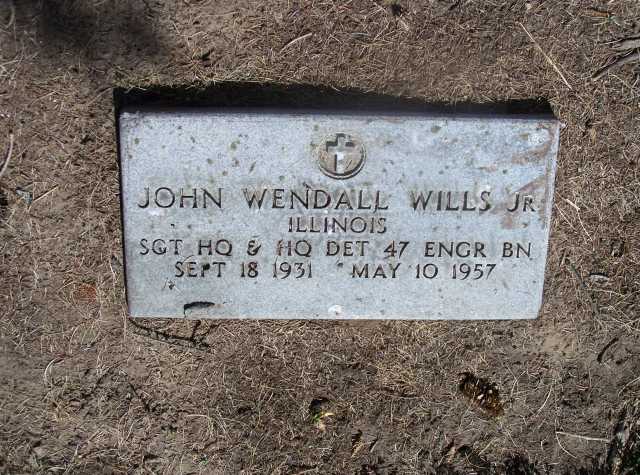 JOHN WENDALL WILLS JR
ILLINOIS
SGT HQ & HQ DET 47 ENGR BN
SEPT 18 1931 MAY 10 1957